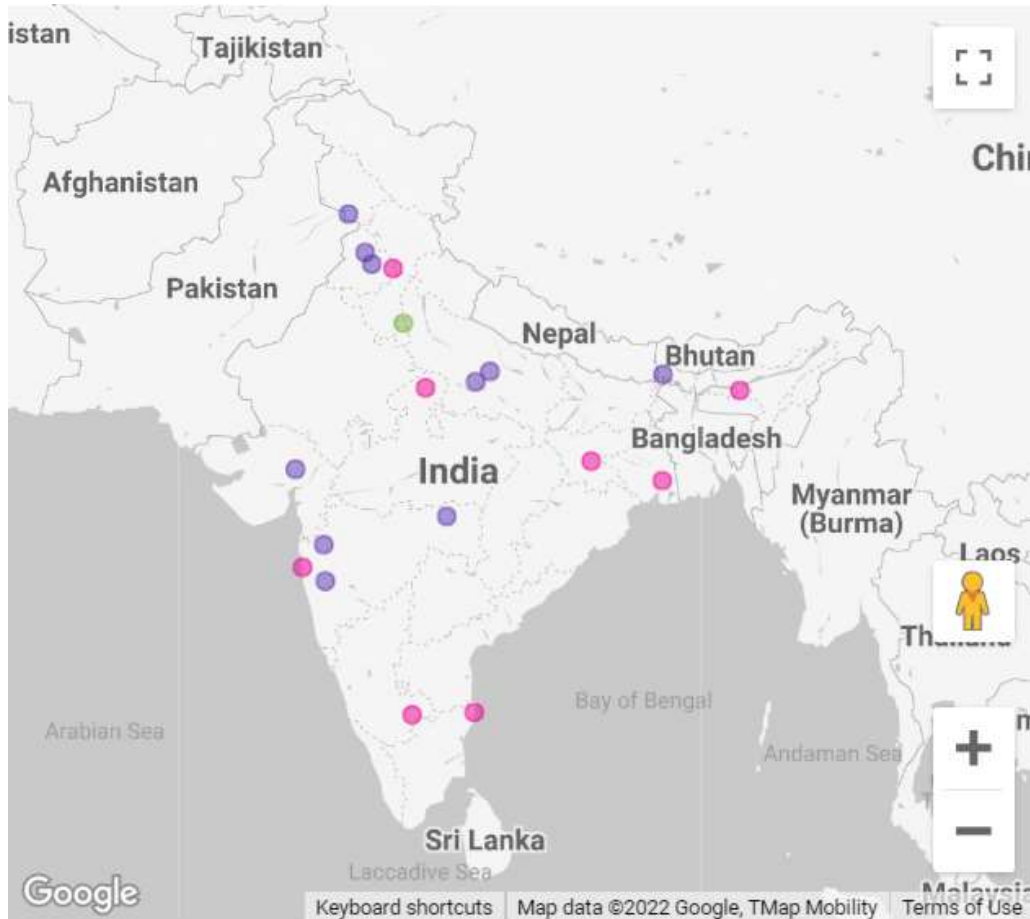 istan
Tajikistan
Chi
Afghanistan
Pakistan
Nepal
Bhutan
Bangladesh
India
Myanmar
(Burma)
Laos
Bay of Bengal
Arabian Sea
Andaman Sea
Sri Lanka
Laccadive Sea
Google
Keyboard shortcuts
Map data ©2022 Google, TMap Mobility
Terms of Use